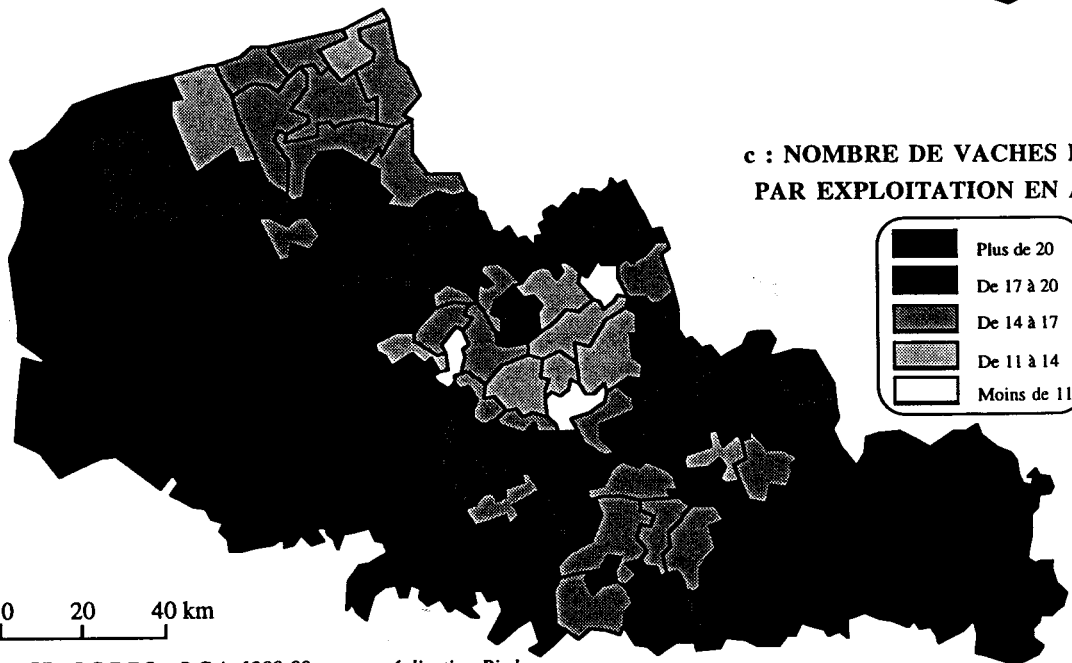 c : NOMBRE DE VACHES
PAR EXPLOITATION EN
Plus de 20
De 17 à 20
De 14 à 17
De 11 à 14
Moins de 11
0 20 40 km